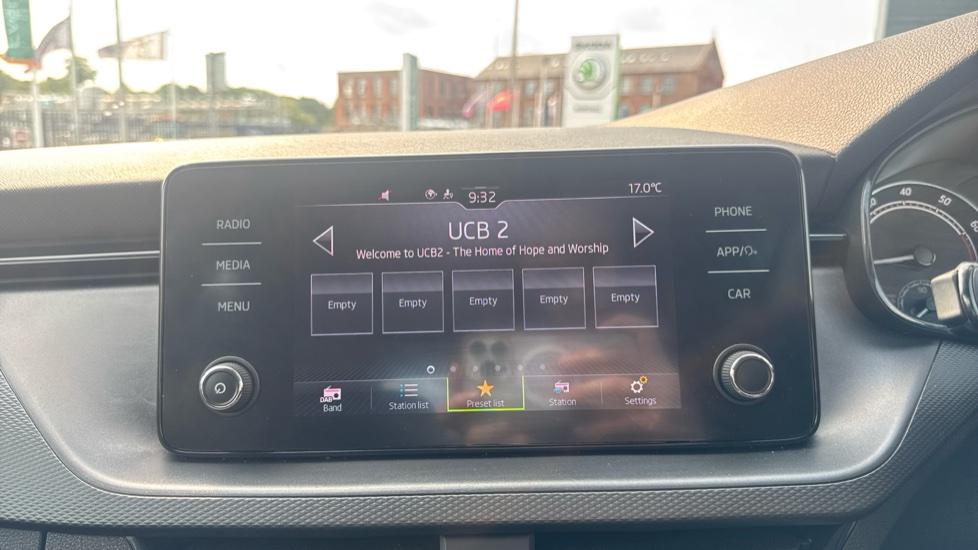 9:32
17.0°C
RADIO
MEDIA
MENU
UCB 2
Welcome to UCB2 - The Home of Hope and Worship
Empty
Empty
Empty
Empty
Empty
DAB
Band
Station list
Preset list
Station
Settings
PHONE
APP/
CAR
40
50